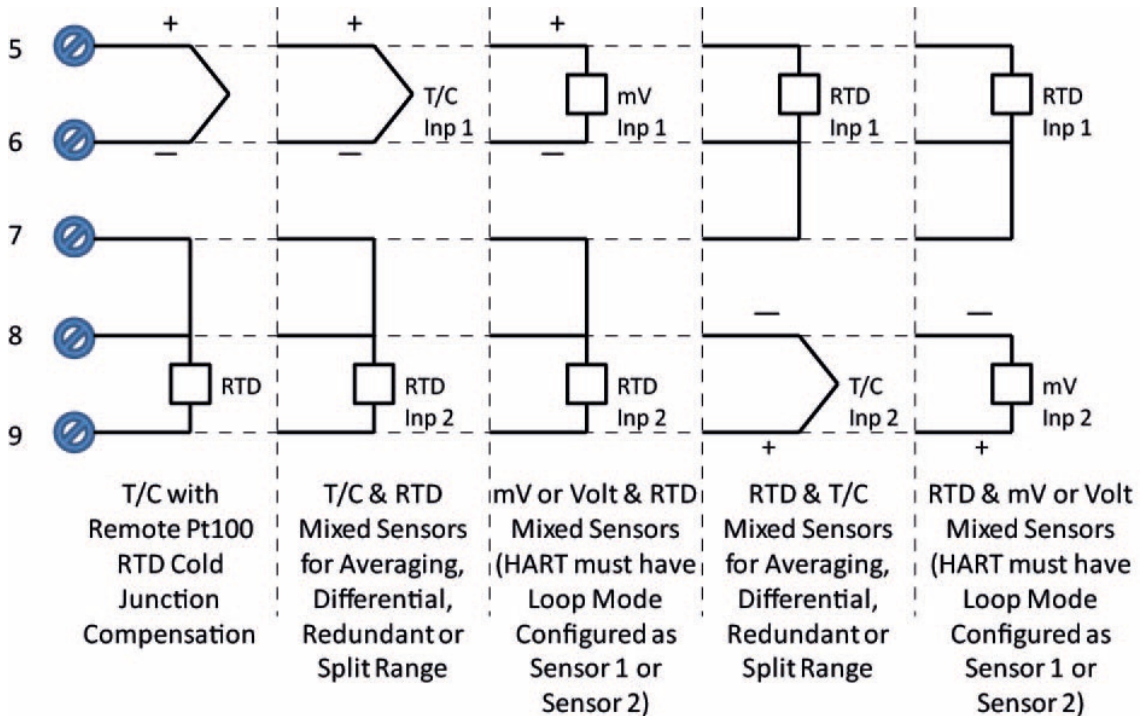 + + +
5
T/C
Inp 1
mV
Inp 1
RTD
Inp 1
RTD
Inp 1
6
— — —
7
— —
8
RTD
RTD
Inp 2
RTD
Inp 2
T/C
Inp 2
mV
Inp 2
9
+ +
T/C with
Remote Pt100
RTD Cold
Junction
Compensation
T/C & RTD
Mixed Sensors
for Averaging,
Differential,
Redundant or
Split Range
mV or Volt & RTD
Mixed Sensors
(HART must have
Loop Mode
Configured as
Sensor 1 or
Sensor 2)
RTD & T/C
Mixed Sensors
for Averaging,
Differential,
Redundant or
Split Range
RTD & mV or Volt
Mixed Sensors
(HART must have
Loop Mode
Configured as
Sensor 1 or
Sensor 2)